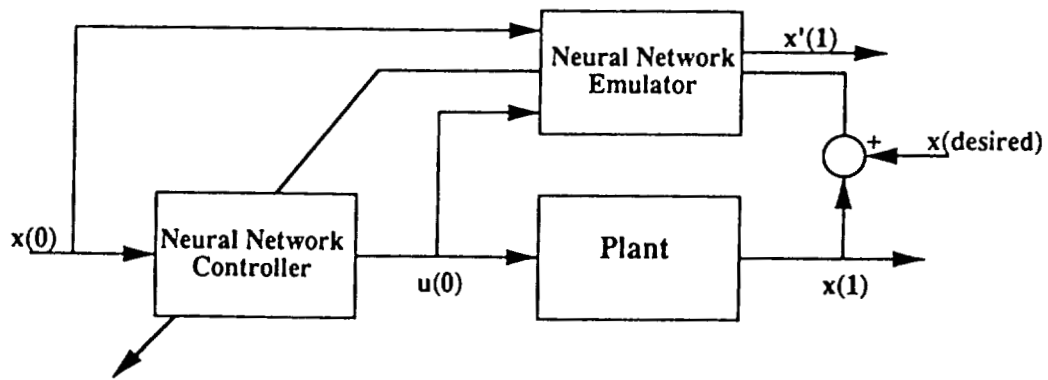 x'(1)
Neural Network
Emulator
+
x(desired)
x(0)
Neural Network
Controller
u(0)
Plant
x(1)